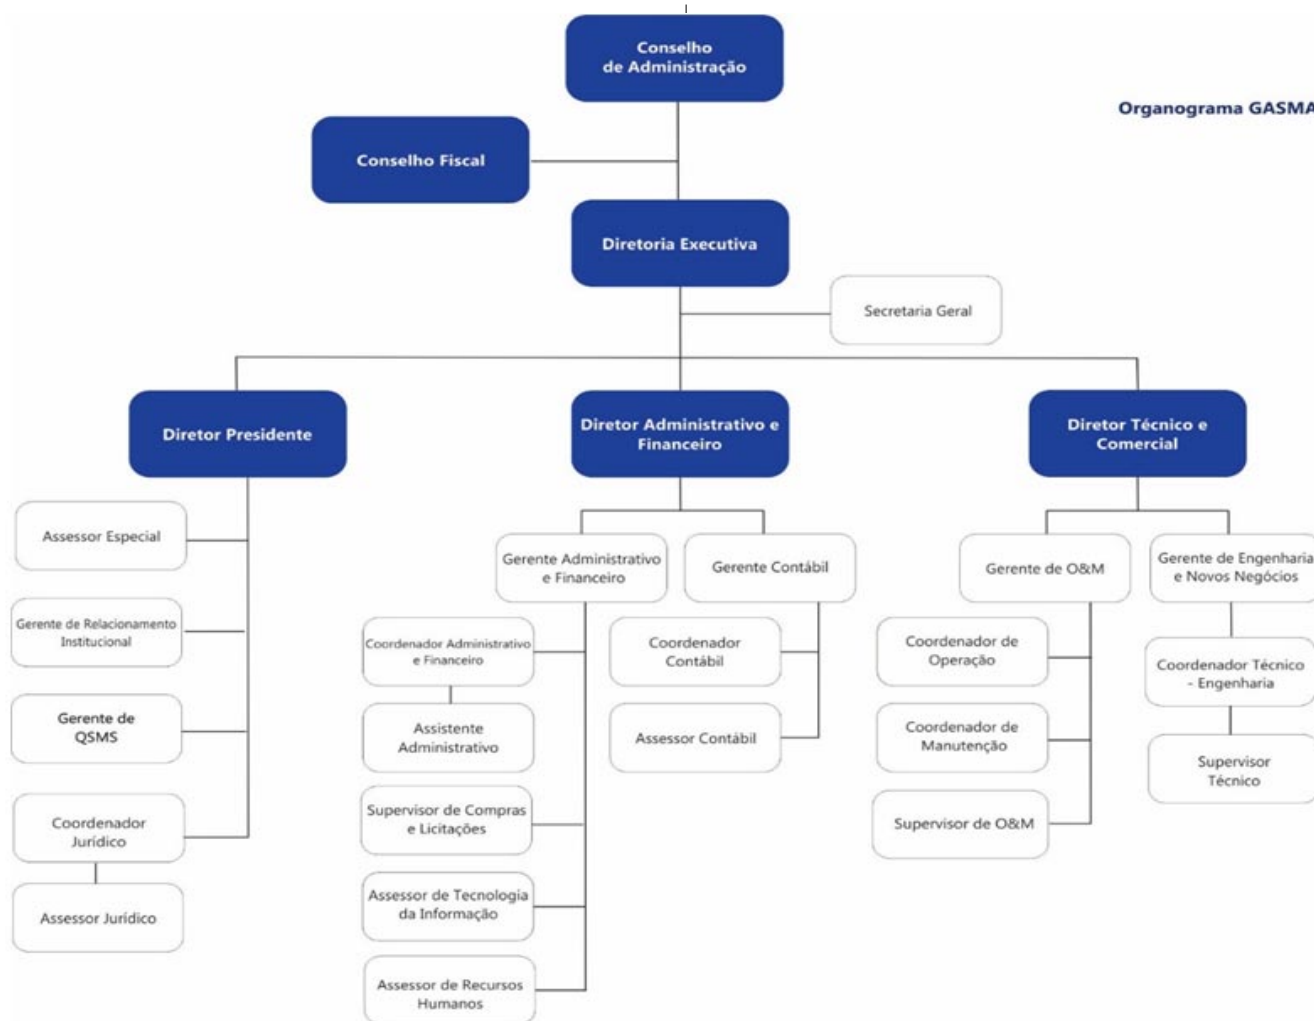 Conselho
de Administração
Organograma GASMA
Conselho Fiscal
Diretoria Executiva
Secretaria Geral
Diretor Presidente
Diretor Administrativo e
Financeiro
Diretor Técnico e
Comercial
Assessor Especial
Gerente de Relacionamento
Institucional
Gerente de
QSMS
Coordenador
Jurídico
Assessor Jurídico
Gerente Administrativo
e Financeiro
Gerente Contábil
Coordenador Administrativo
e Financeiro
Assistente
Administrativo
Supervisor de Compras
e Licitações
Assessor de Tecnologia
da Informação
Assessor de Recursos
Humanos
Coordenador
Contábil
Assessor Contábil
Gerente de O&M
Gerente de Engenharia
e Novos Negócios
Coordenador de
Operação
Coordenador de
Manutenção
Supervisor de O&M
Coordenador Técnico
- Engenharia
Supervisor
Técnico